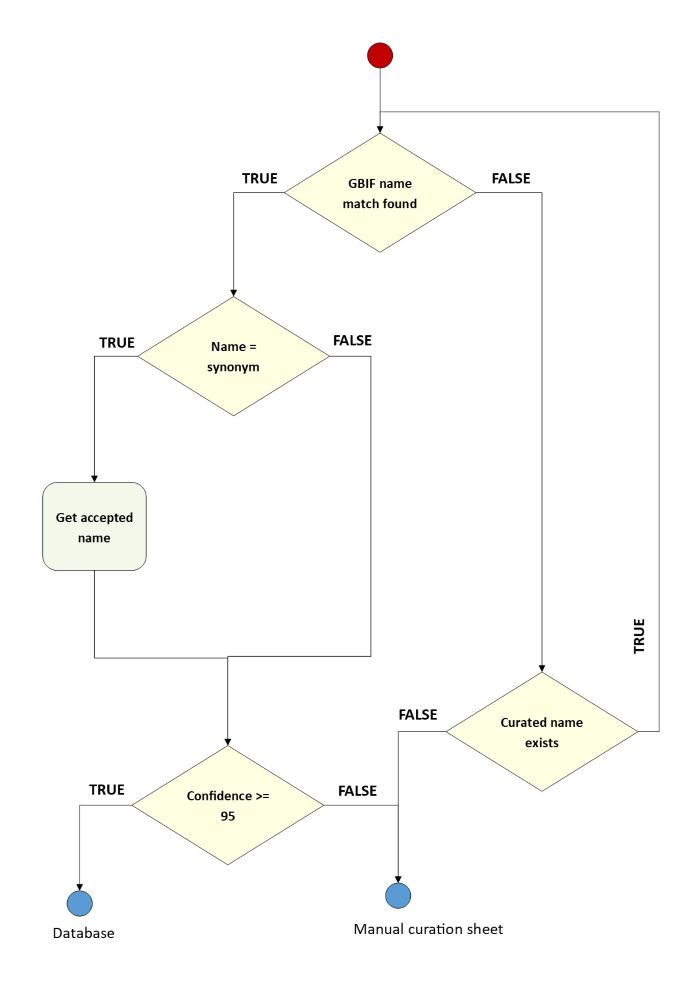 TRUE
FALSE
GBIF name
match found
TRUE
FALSE
Name =
synonym
Get accepted
name
TRUE
FALSE
Curated name
exists
TRUE
FALSE
Confidence >=
95
Database
Manual curation sheet